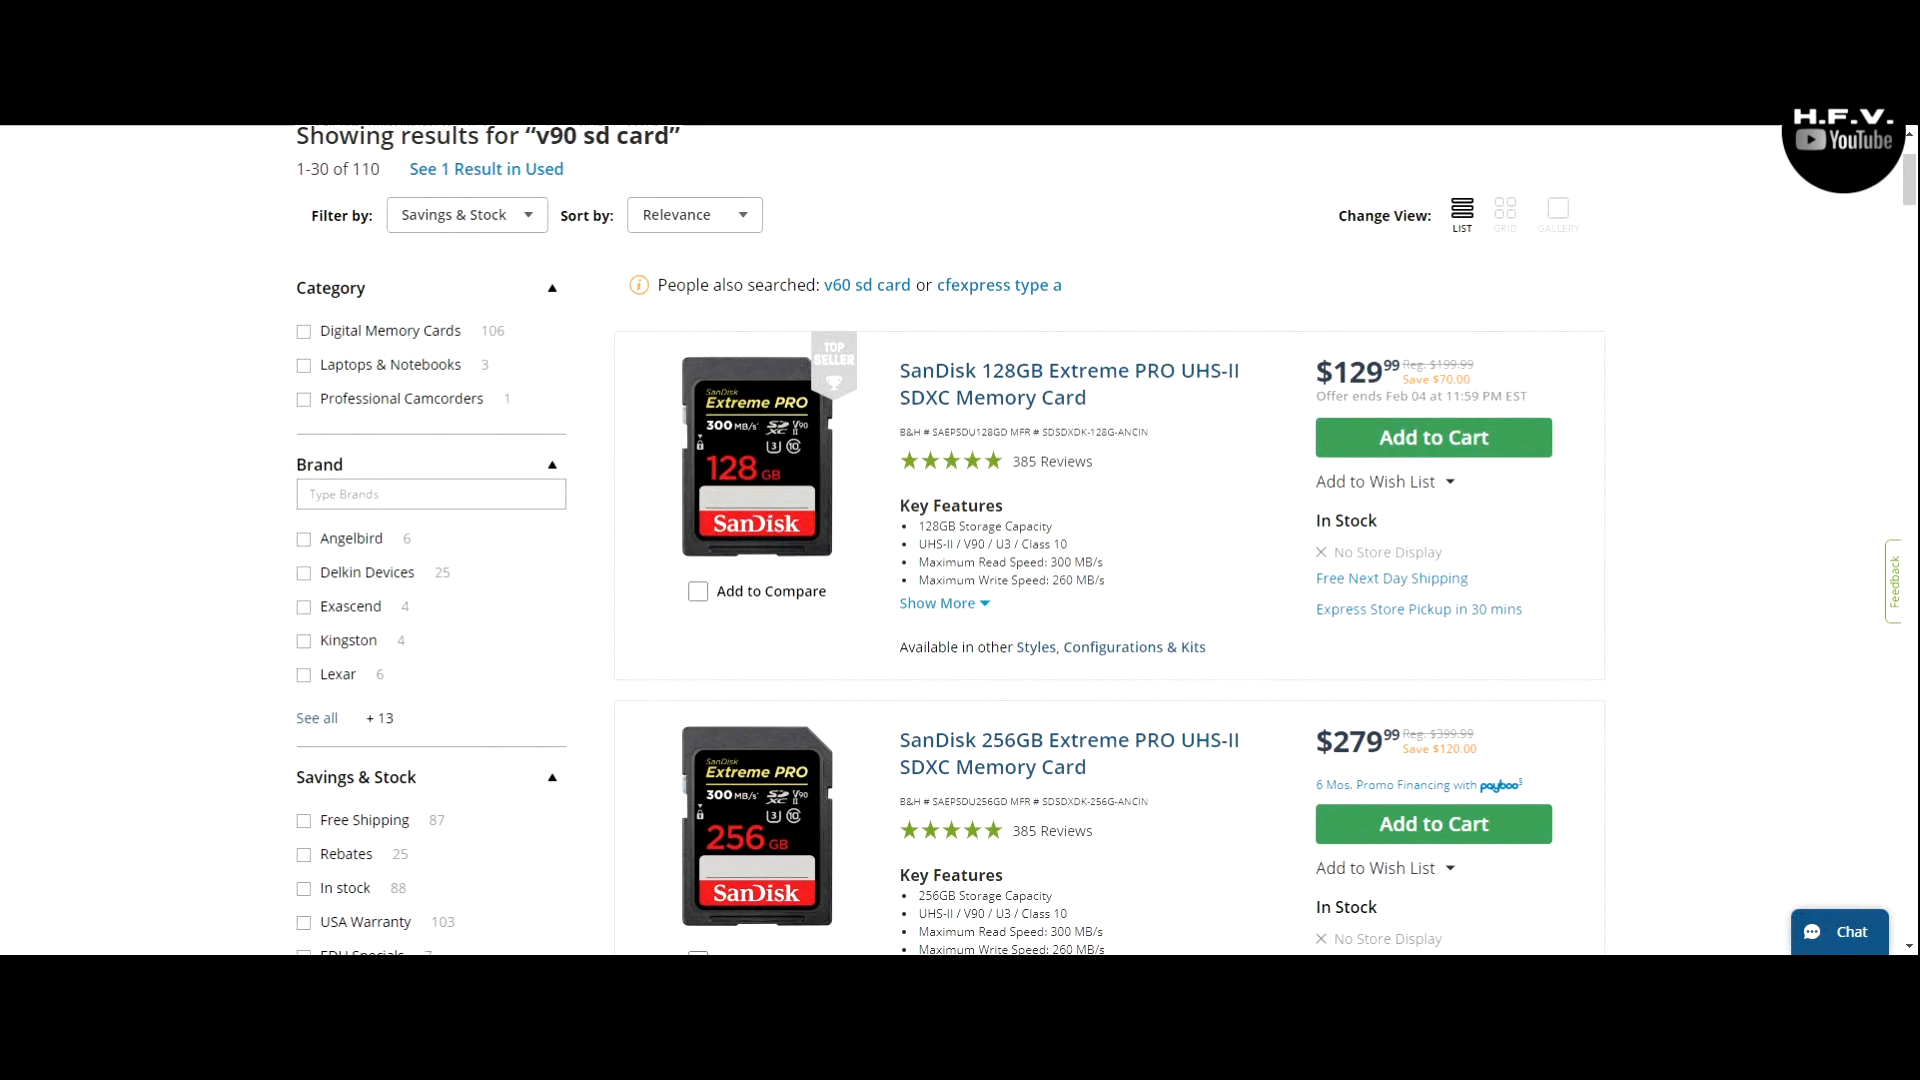 H.F.V.
YouTube
Showing results for “v90 sd card”
1-30 of 110 See 1 Result in Used
Filter by: Savings & Stock Sort by: Relevance
Change View: LIST GRID GALLERY
Category
Digital Memory Cards 106
Laptops & Notebooks 3
Professional Camcorders 1
Brand
Type Brands
Angelbird 6
Delkin Devices 25
Exascend 4
Kingston 4
Lexar 6
See all + 13
Savings & Stock
Free Shipping 87
Rebates 25
In stock 88
USA Warranty 103
EDU Specials 7
People also searched: v60 sd card or cfexpress type a
TOP
SELLER
SanDisk
Extreme PRO
300 MB/s SDXC II V90
U3 10
128 GB
SanDisk
Add to Compare
SanDisk 128GB Extreme PRO UHS-II
SDXC Memory Card
B&H # SAEPSDU128GD MFR # SDSDXDK-128G-ANCIN
385 Reviews
Key Features
128GB Storage Capacity
UHS-II / V90 / U3 / Class 10
Maximum Read Speed: 300 MB/s
Maximum Write Speed: 260 MB/s
Show More
Available in other Styles, Configurations & Kits
$129 99 Reg. $199.99
Save $70.00
Offer ends Feb 04 at 11:59 PM EST
Add to Cart
Add to Wish List
In Stock
No Store Display
Free Next Day Shipping
Express Store Pickup in 30 mins
SanDisk
Extreme PRO
300 MB/s SDXC II V90
U3 10
256 GB
SanDisk
SanDisk 256GB Extreme PRO UHS-II
SDXC Memory Card
B&H # SAEPSDU256GD MFR # SDSDXDK-256G-ANCIN
385 Reviews
Key Features
256GB Storage Capacity
UHS-II / V90 / U3 / Class 10
Maximum Read Speed: 300 MB/s
Maximum Write Speed: 260 MB/s
$279 99 Reg. $399.99
Save $120.00
6 Mos. Promo Financing with payboo§
Add to Cart
Add to Wish List
In Stock
No Store Display
Feedback
Chat